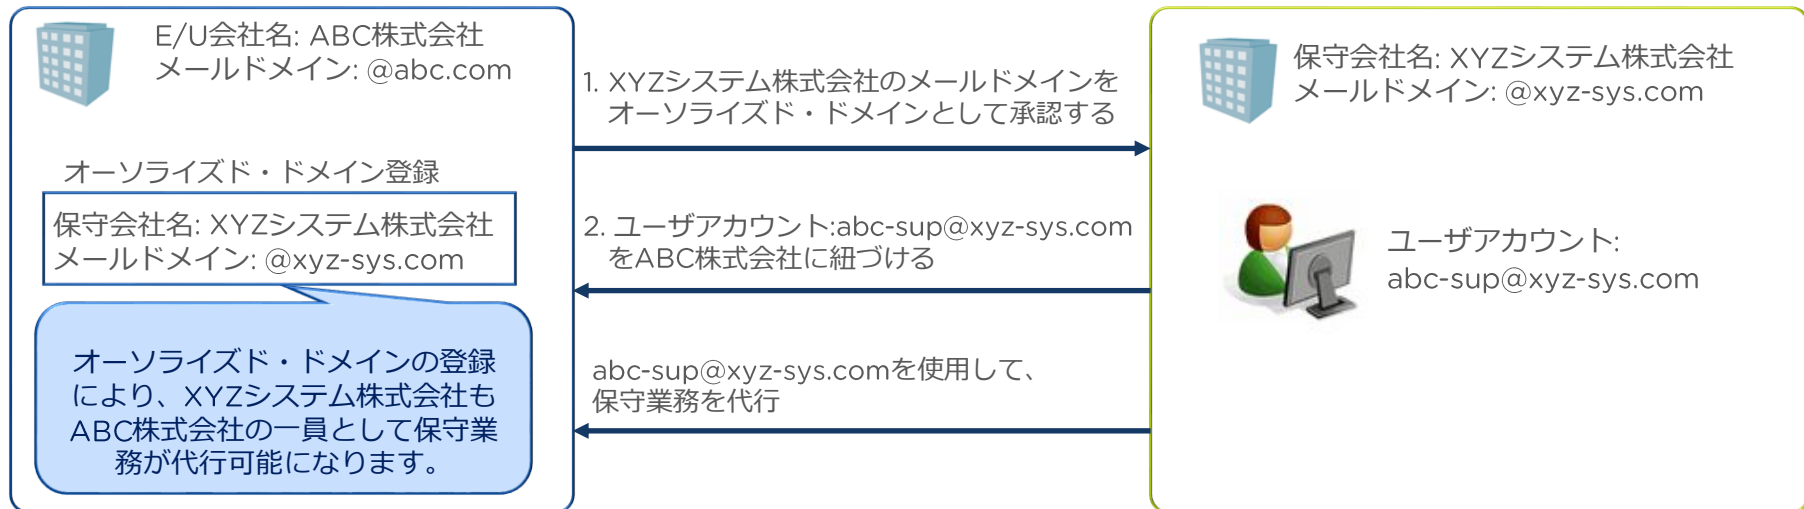 E/U会社名: ABC株式会社
メールドメイン: @abc.com
オーソライズド・ドメイン登録
保守会社名: XYZシステム株式会社
メールドメイン: @xyz-sys.com
オーソライズド・ドメインの登録
により、XYZシステム株式会社も
ABC株式会社の一員として保守業
務が代行可能になります。
1. XYZシステム株式会社のメールドメインを
オーソライズド・ドメインとして承認する
2. ユーザアカウント:abc-sup@xyz-sys.com
をABC株式会社に紐づける
abc-sup@xyz-sys.comを使用して、
保守業務を代行
保守会社名: XYZシステム株式会社
メールドメイン: @xyz-sys.com
ユーザアカウント:
abc-sup@xyz-sys.com